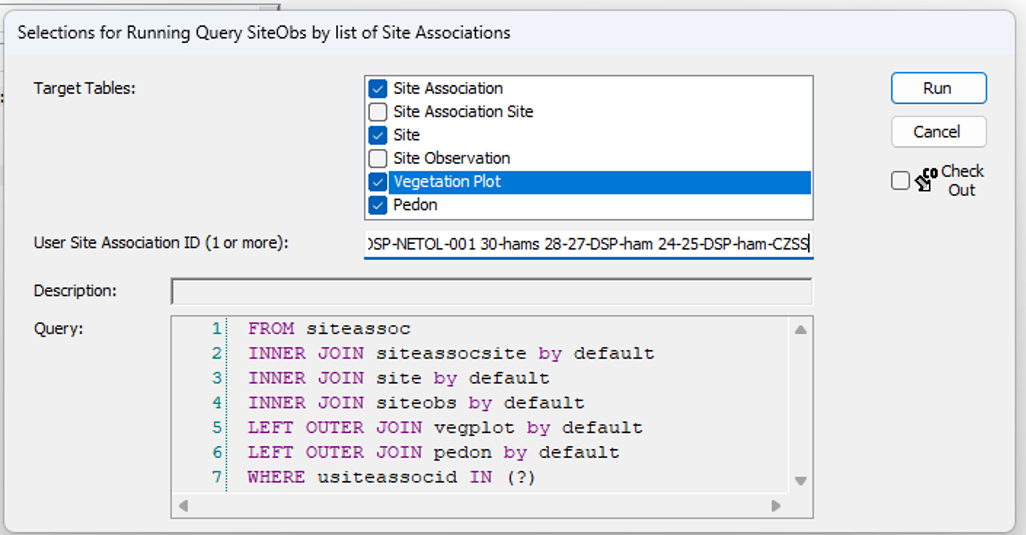 Selections for Running Query SiteObs by list of Site Associations
Target Tables:
Site Association
Site Association Site
Site
Site Observation
Vegetation Plot
Pedon
Run
Cancel
CO Check Out
User Site Association ID (1 or more):
DSP-NETOL-001 30-hams 28-27-DSP-ham 24-25-DSP-ham-CZSS
Description:
Query:
1 FROM siteassoc
2 INNER JOIN siteassocsite by default
3 INNER JOIN site by default
4 INNER JOIN siteobs by default
5 LEFT OUTER JOIN vegplot by default
6 LEFT OUTER JOIN pedon by default
7 WHERE usiteassocid IN (?)